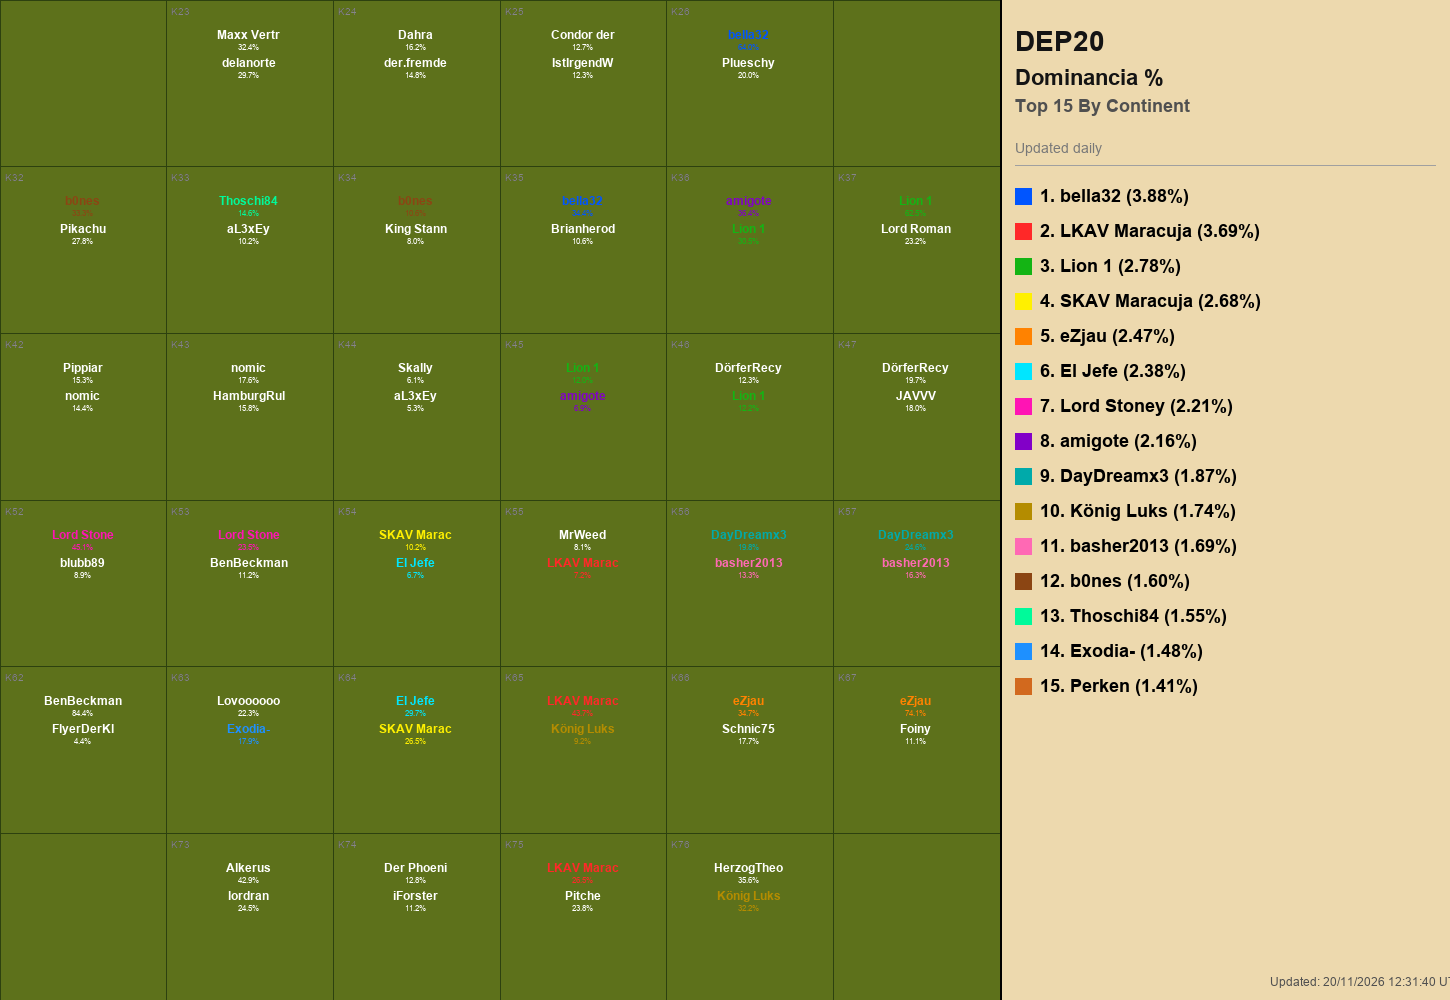 K23
Maxx Vertr
32.4%
delanorte
29.7%
K24
Dahra
16.2%
der.fremde
14.8%
K25
Condor der
12.7%
IstIrgendW
12.3%
K26
bella32
Plueschy
20.0%
K32
b0nes
Pikachu
27.8%
K33
Thoschi84
14.6%
aL3xEy
10.2%
K34
b0nes
King Stann
8.0%
K35
bella32
Brianherod
10.6%
K36
amigote
Lion 1
K37
Lion 1
Lord Roman
23.2%
K42
Pippiar
15.3%
nomic
14.4%
K43
nomic
17.6%
HamburgRul
15.8%
K44
Skally
6.1%
aL3xEy
5.3%
K45
Lion 1
amigote
6.9%
K46
DörferRecy
12.3%
Lion 1
K47
DörferRecy
19.7%
JAVVV
18.0%
K52
Lord Stone
blubb89
8.9%
K53
Lord Stone
BenBeckman
11.2%
K54
SKAV Marac
10.2%
El Jefe
6.7%
K55
MrWeed
8.1%
LKAV Marac
K56
DayDreamx3
basher2013
13.3%
K57
DayDreamx3
basher2013
K62
BenBeckman
84.4%
FlyerDerKl
4.4%
K63
Lovoooooo
22.3%
Exodia-
K64
El Jefe
29.7%
SKAV Marac
26.5%
K65
LKAV Marac
König Luks
9.2%
K66
eZjau
34.7%
Schnic75
17.7%
K67
eZjau
74.1%
Foiny
11.1%
K73
Alkerus
42.9%
lordran
24.5%
K74
Der Phoeni
12.8%
iForster
11.2%
K75
LKAV Marac
Pitche
23.8%
K76
HerzogTheo
35.6%
König Luks
32.2%
DEP20
Dominancia %
Top 15 By Continent
Updated daily
1. bella32 (3.88%)
2. LKAV Maracuja (3.69%)
3. Lion 1 (2.78%)
4. SKAV Maracuja (2.68%)
5. eZjau (2.47%)
6. El Jefe (2.38%)
7. Lord Stoney (2.21%)
8. amigote (2.16%)
9. DayDreamx3 (1.87%)
10. König Luks (1.74%)
11. basher2013 (1.69%)
12. b0nes (1.60%)
13. Thoschi84 (1.55%)
14. Exodia- (1.48%)
15. Perken (1.41%)
Updated: 20/11/2026 12:31:40 U